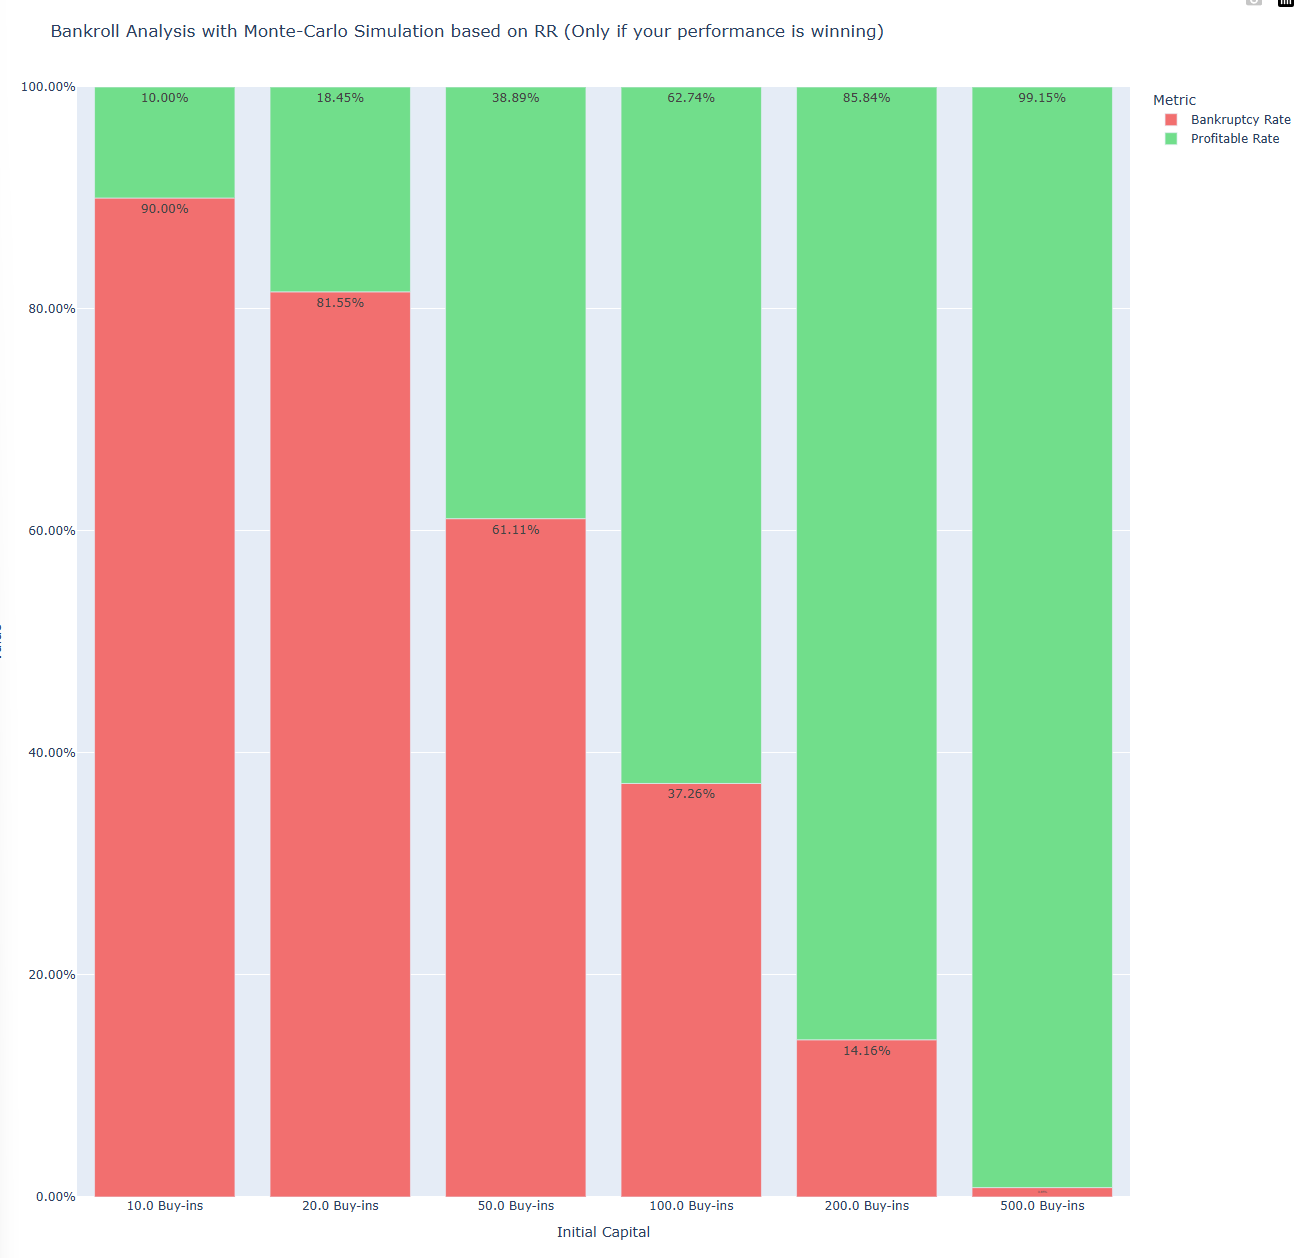 Bankroll Analysis with Monte-Carlo Simulation based on RR (Only if your performance is winning)
Metric
Bankruptcy Rate
Profitable Rate
100.00%
80.00%
60.00%
40.00%
20.00%
0.00%
10.00%
18.45%
38.89%
62.74%
85.84%
99.15%
90.00%
81.55%
61.11%
37.26%
14.16%
10.0 Buy-ins
20.0 Buy-ins
50.0 Buy-ins
100.0 Buy-ins
200.0 Buy-ins
500.0 Buy-ins
Initial Capital